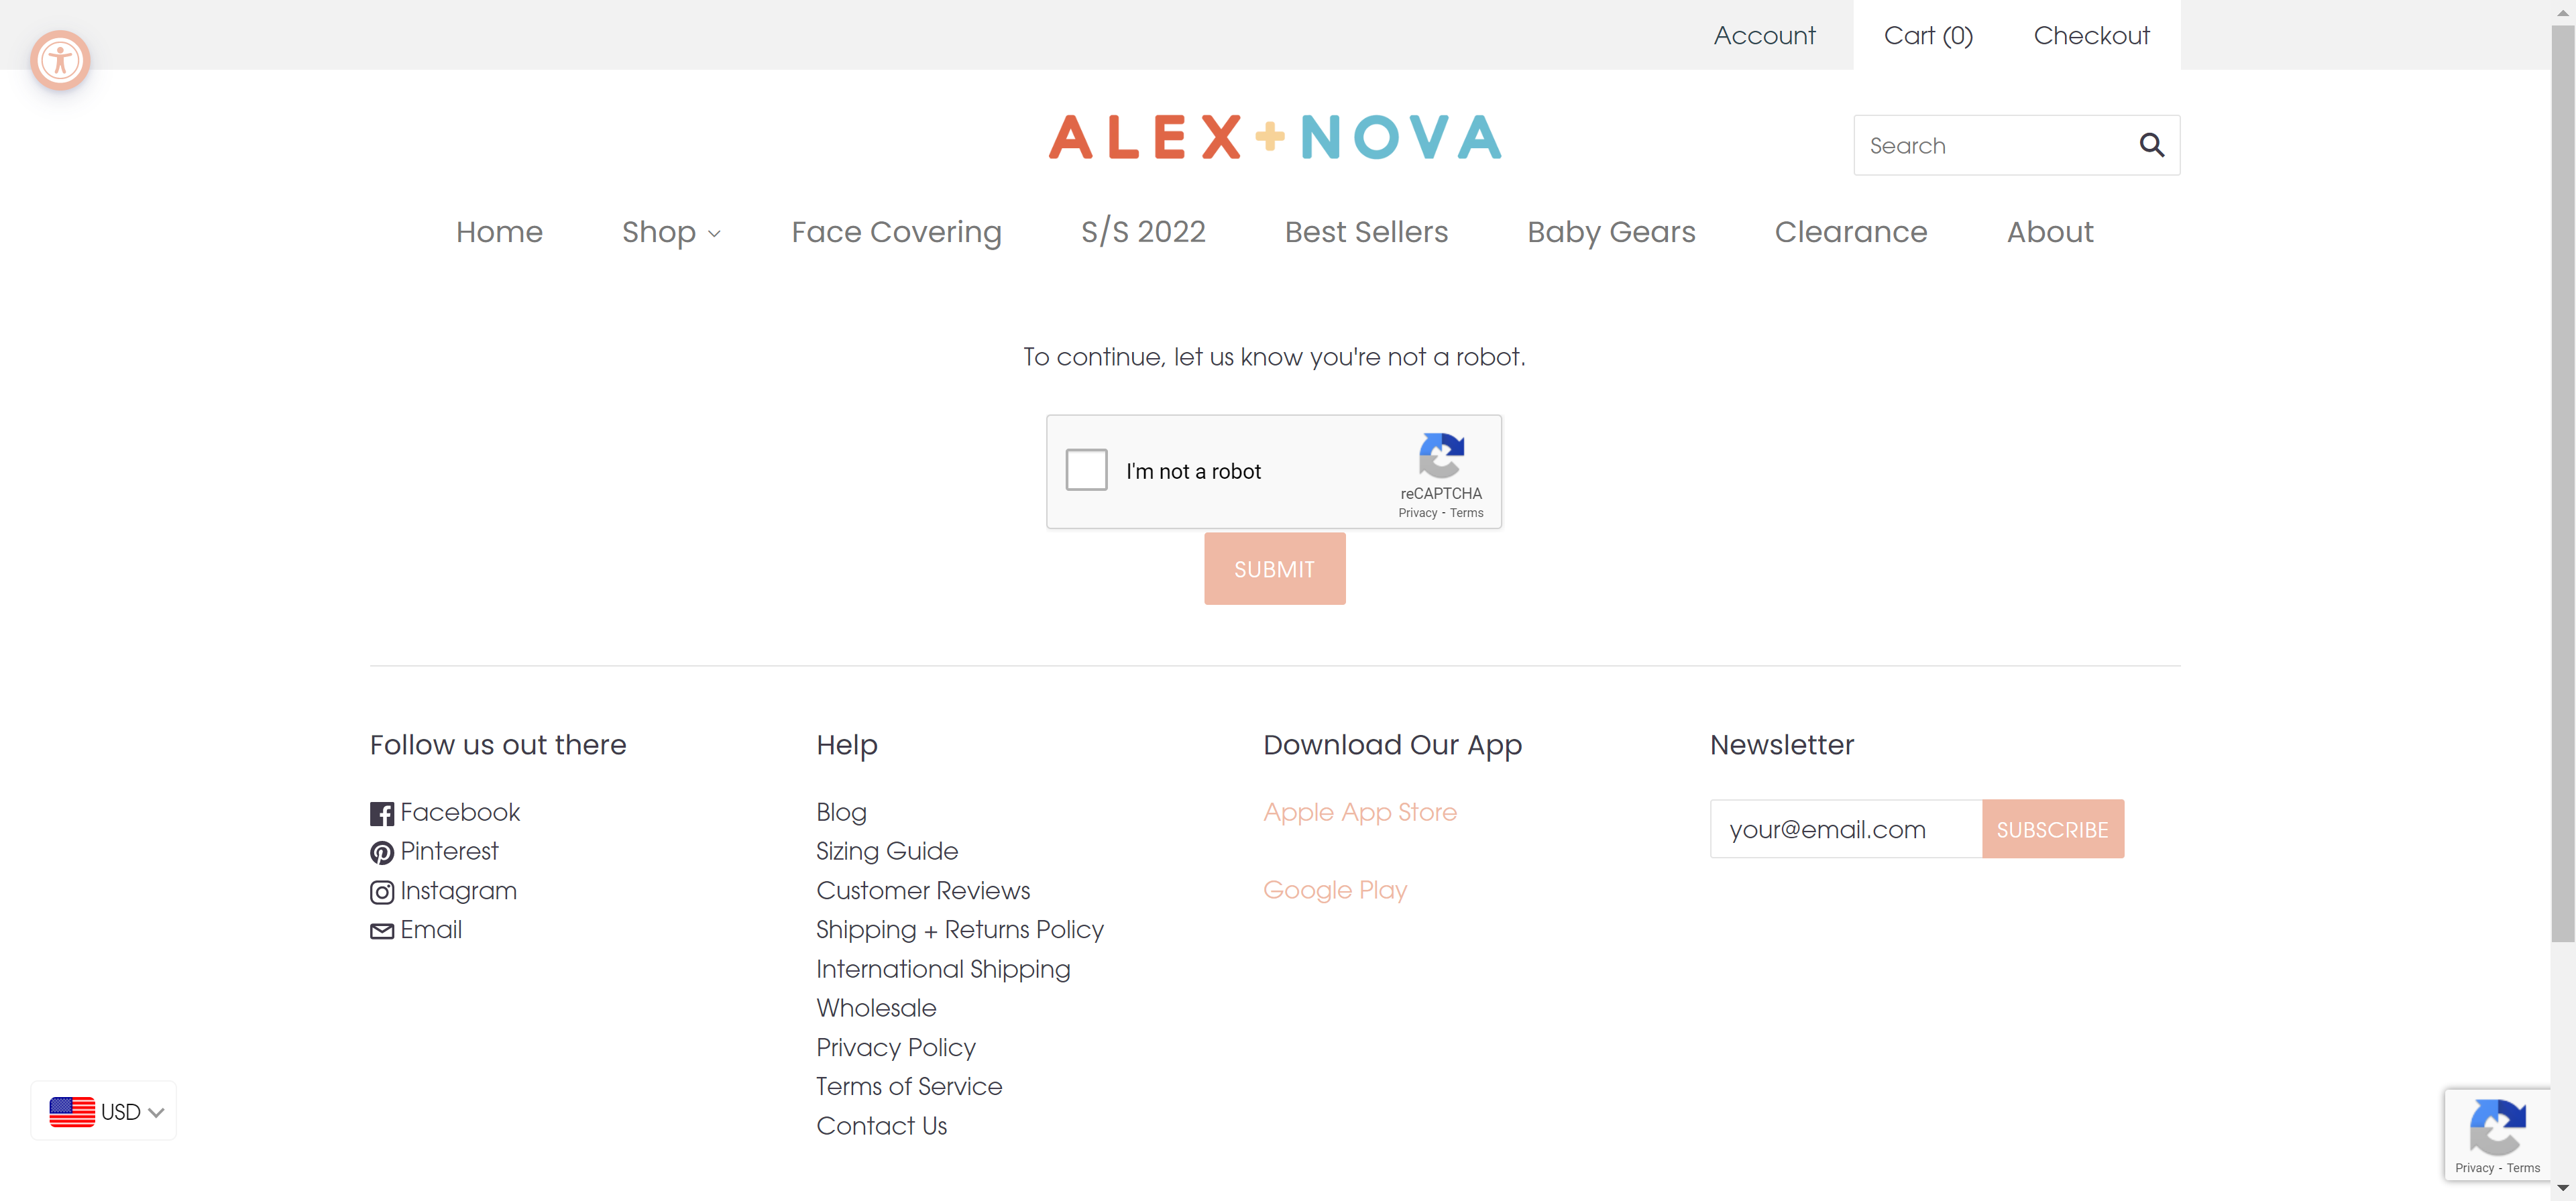 Account
Cart (0)
Checkout
ALEX+NOVA
Search
Home
Shop
Face Covering
S/S 2022
Best Sellers
Baby Gears
Clearance
About
To continue, let us know you're not a robot.
I'm not a robot
reCAPTCHA
Privacy - Terms
SUBMIT
Follow us out there
Facebook
Pinterest
Instagram
Email
Help
Blog
Sizing Guide
Customer Reviews
Shipping + Returns Policy
International Shipping
Wholesale
Privacy Policy
Terms of Service
Contact Us
Download Our App
Apple App Store
Google Play
Newsletter
your@email.com
SUBSCRIBE
USD
Privacy - Terms